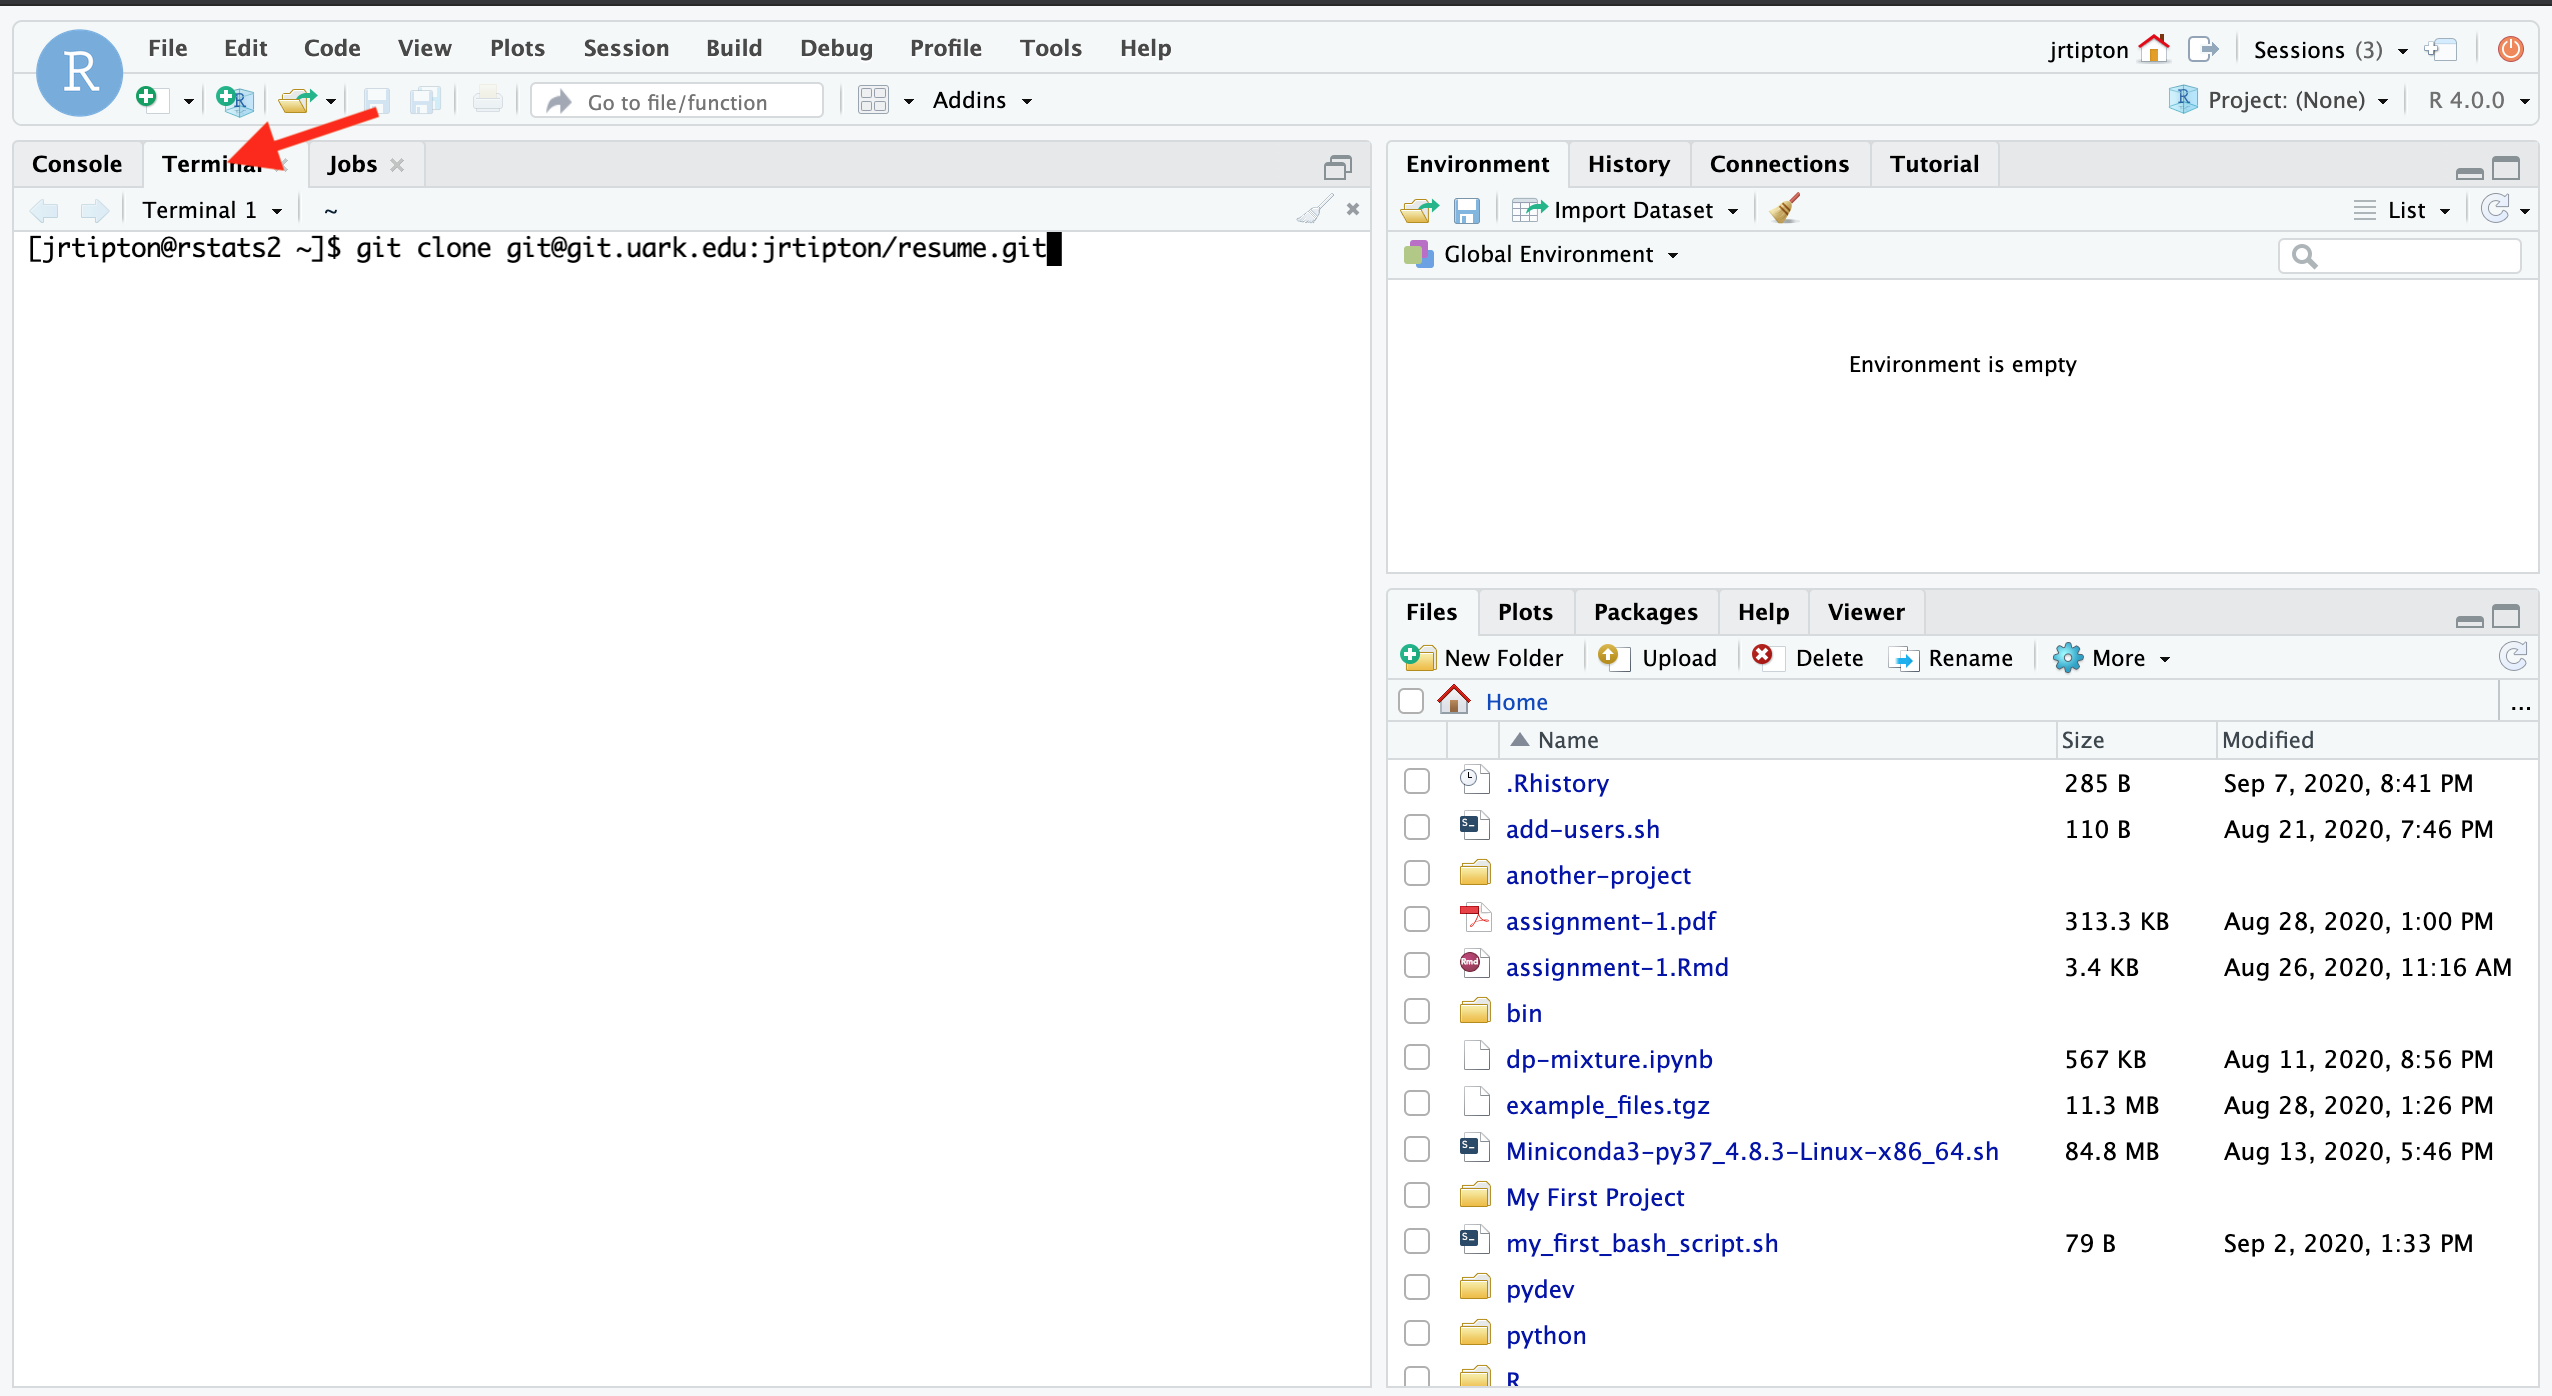 File Edit Code View Plots Session Build Debug Profile Tools Help
jrtipton Sessions (3)
R
Go to file/function Addins
Project: (None) R 4.0.0
Console Terminal Jobs
Terminal 1 ~
[jrtipton@rstats2 ~]$ git clone git@git.uark.edu:jrtipton/resume.git
Environment History Connections Tutorial
Import Dataset List
Global Environment
Environment is empty
Files Plots Packages Help Viewer
New Folder Upload Delete Rename More
Home ...
Name Size Modified
.Rhistory 285 B Sep 7, 2020, 8:41 PM
add-users.sh 110 B Aug 21, 2020, 7:46 PM
another-project
assignment-1.pdf 313.3 KB Aug 28, 2020, 1:00 PM
assignment-1.Rmd 3.4 KB Aug 26, 2020, 11:16 AM
bin
dp-mixture.ipynb 567 KB Aug 11, 2020, 8:56 PM
example_files.tgz 11.3 MB Aug 28, 2020, 1:26 PM
Miniconda3-py37_4.8.3-Linux-x86_64.sh 84.8 MB Aug 13, 2020, 5:46 PM
My First Project
my_first_bash_script.sh 79 B Sep 2, 2020, 1:33 PM
pydev
python
R